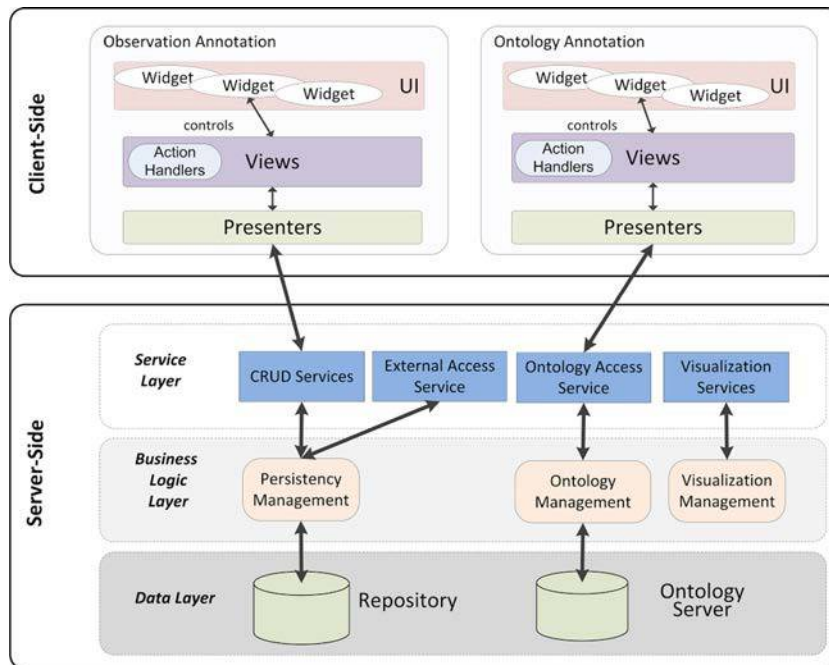 Client-Side
Observation Annotation
Widget
Widget
Widget
UI
controls
Action
Handlers
Views
Presenters
Ontology Annotation
Widget
Widget
Widget
UI
controls
Action
Handlers
Views
Presenters
Server-Side
Service
Layer
CRUD Services
External Access
Service
Ontology Access
Service
Visualization
Services
Business
Logic
Layer
Persistency
Management
Ontology
Management
Visualization
Management
Data Layer
Repository
Ontology
Server